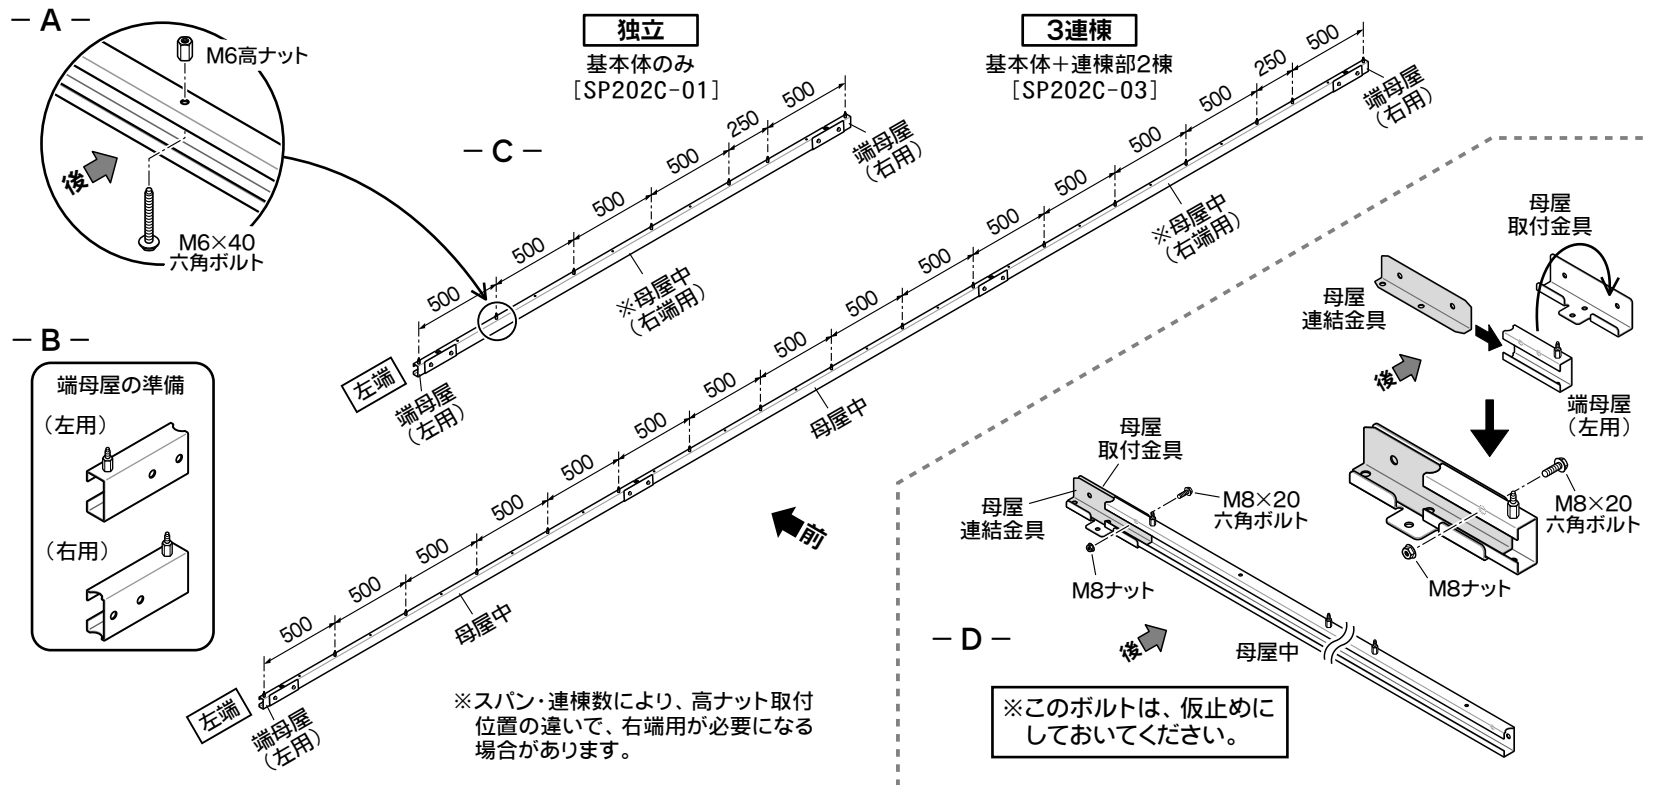 － A －
M6高ナット
後
M6×40
六角ボルト
－ B －
端母屋の準備
（左用）
（右用）
独立
基本体のみ
［SP202C-01］
－ C －
500
500
500
500
250
500
端母屋
（右用）
※母屋中
（右端用）
左端
端母屋
（左用）
3連棟
基本体＋連棟部2棟
［SP202C-03］
500
500
500
500
500
500
500
500
500
500
500
500
500
500
250
500
端母屋
（右用）
※母屋中
（右端用）
母屋中
母屋中
左端
端母屋
（左用）
前
※スパン・連棟数により、高ナット取付
位置の違いで、右端用が必要になる
場合があります。
－ D －
母屋
取付金具
母屋
連結金具
後
端母屋
（左用）
M8×20
六角ボルト
M8ナット
母屋
取付金具
母屋
連結金具
M8×20
六角ボルト
M8ナット
後
母屋中
※このボルトは、仮止めに
しておいてください。